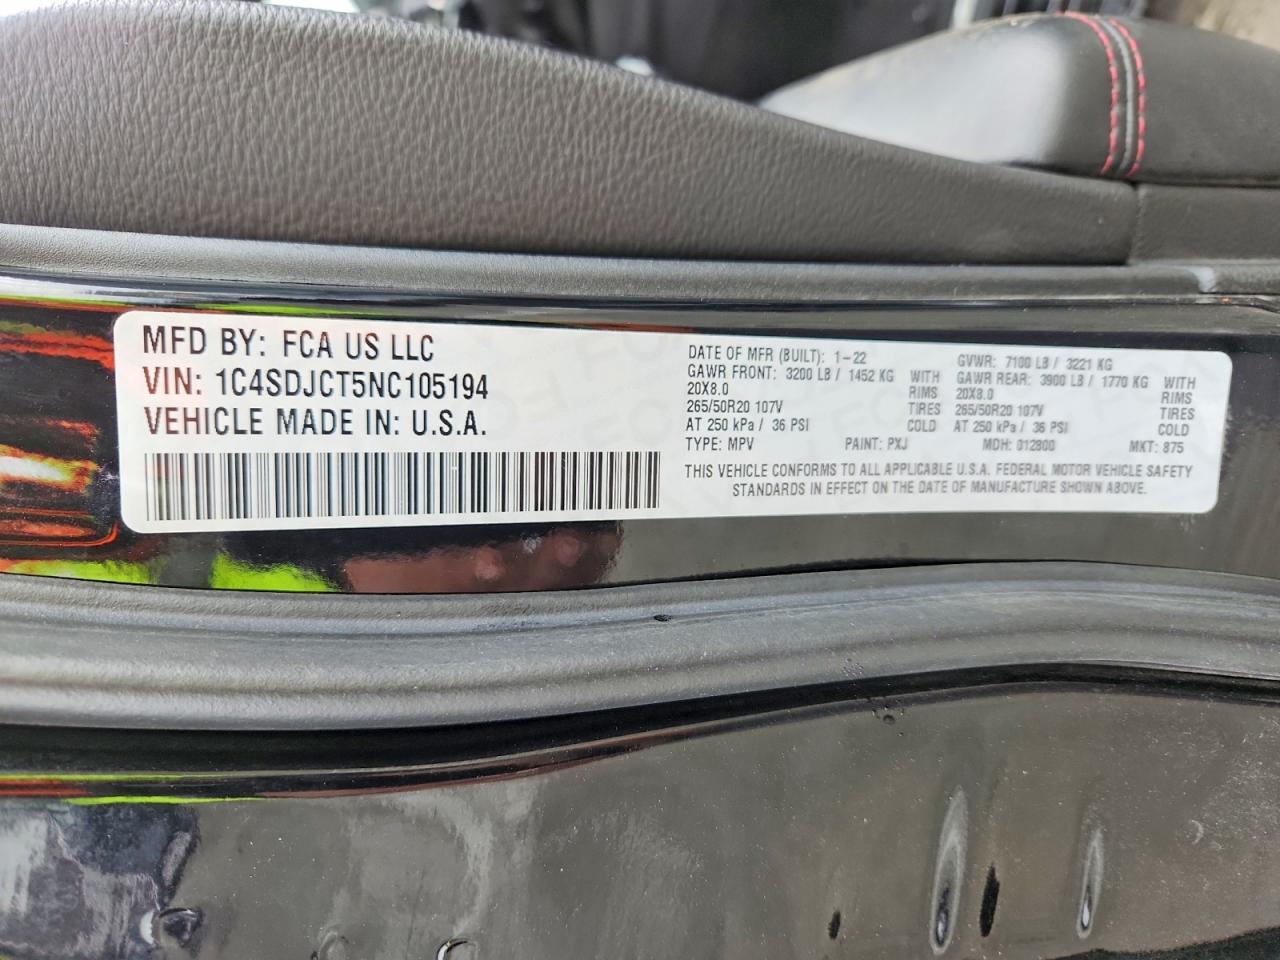 MFD BY: FCA US LLC
VIN: 1C4SDJCT5NC105194
VEHICLE MADE IN: U.S.A.
DATE OF MFR (BUILT): 1-22
GAWR FRONT: 3200 LB / 1452 KG WITH
20X8.0 RIMS
265/50R20 107V TIRES
AT 250 kPa / 36 PSI COLD
TYPE: MPV PAINT: PXJ
GVWR: 7100 LB / 3221 KG
GAWR REAR: 3900 LB / 1770 KG WITH
20X8.0 RIMS
265/50R20 107V TIRES
AT 250 kPa / 36 PSI COLD
MDH: 012800 MKT: 875
THIS VEHICLE CONFORMS TO ALL APPLICABLE U.S.A. FEDERAL MOTOR VEHICLE SAFETY
STANDARDS IN EFFECT ON THE DATE OF MANUFACTURE SHOWN ABOVE.